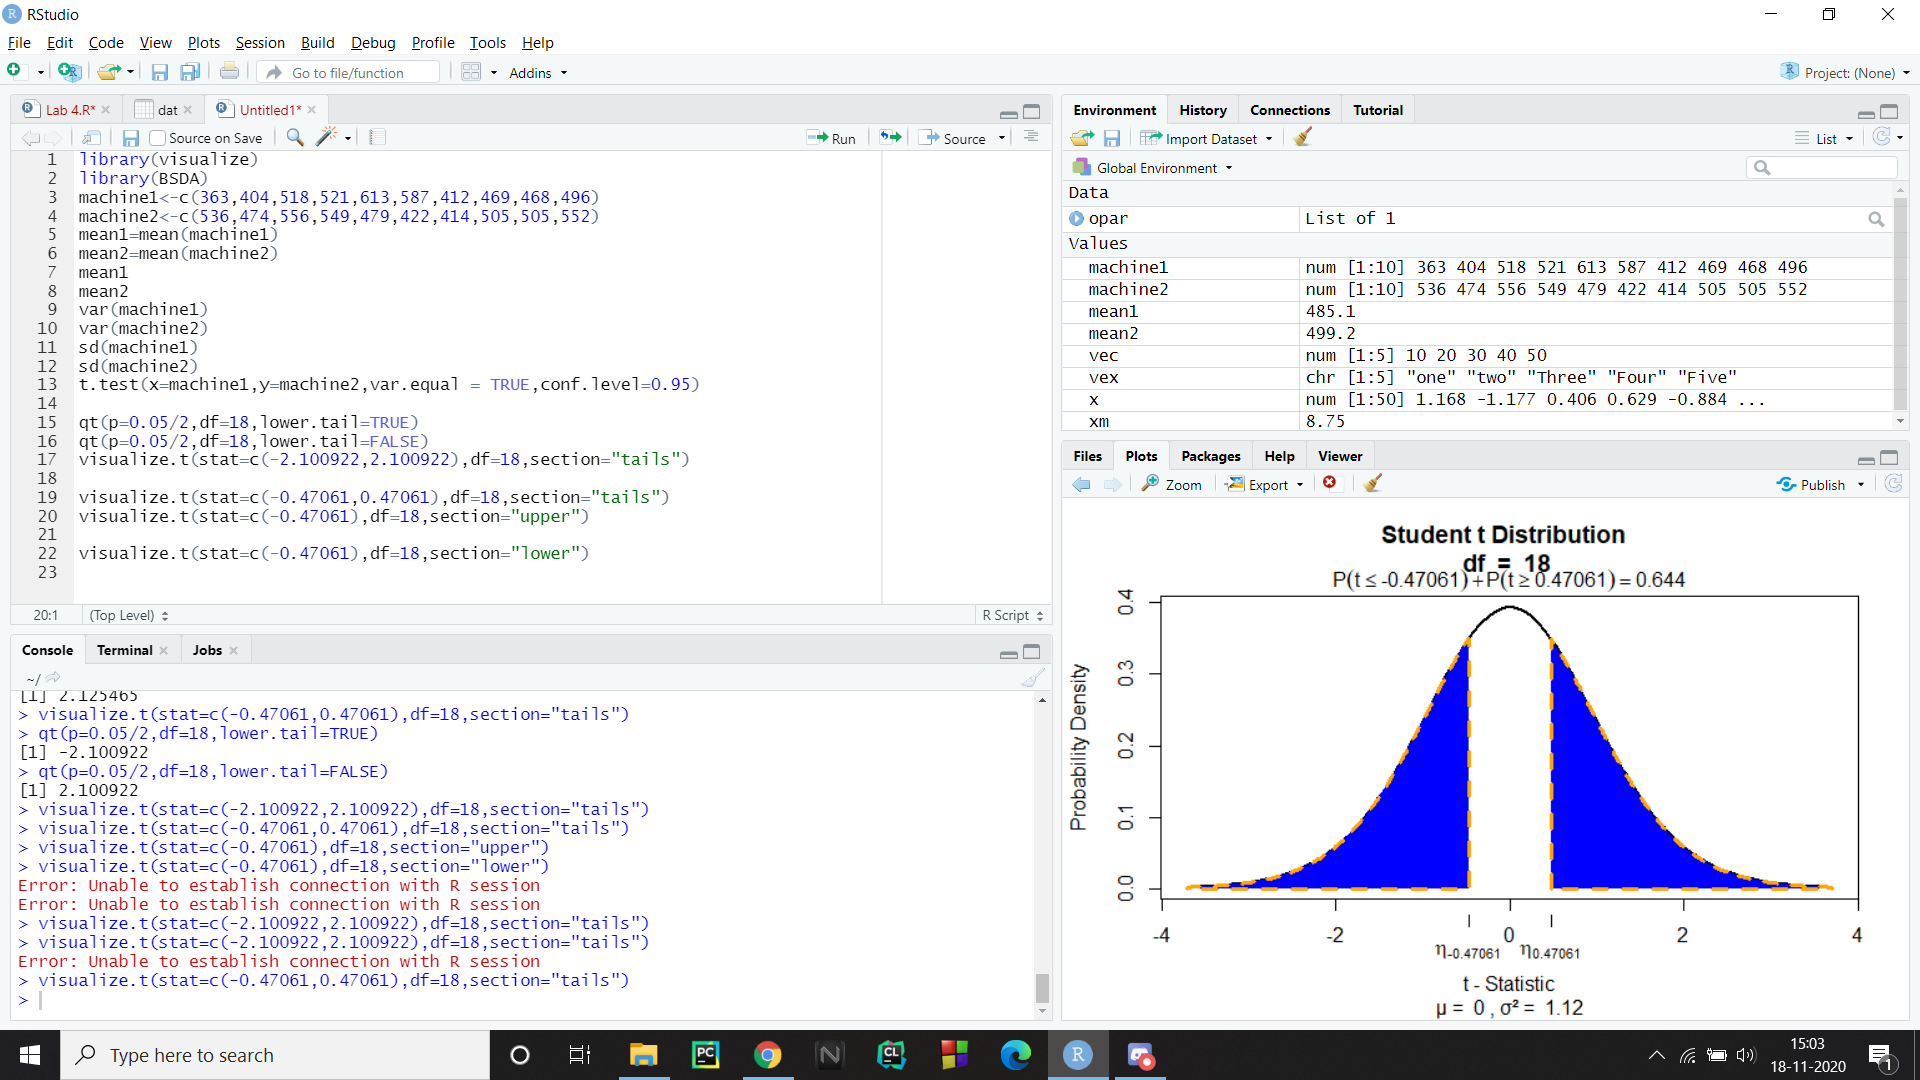 RStudio
File Edit Code View Plots Session Build Debug Profile Tools Help
Go to file/function Addins Project: (None)
Lab 4.R* dat Untitled1*
Source on Save Run Source
1 library(visualize)
2 library(BSDA)
3 machine1<-c(363,404,518,521,613,587,412,469,468,496)
4 machine2<-c(536,474,556,549,479,422,414,505,505,552)
5 mean1=mean(machine1)
6 mean2=mean(machine2)
7 mean1
8 mean2
9 var(machine1)
10 var(machine2)
11 sd(machine1)
12 sd(machine2)
13 t.test(x=machine1,y=machine2,var.equal = TRUE,conf.level=0.95)
14
15 qt(p=0.05/2,df=18,lower.tail=TRUE)
16 qt(p=0.05/2,df=18,lower.tail=FALSE)
17 visualize.t(stat=c(-2.100922,2.100922),df=18,section="tails")
18
19 visualize.t(stat=c(-0.47061,0.47061),df=18,section="tails")
20 visualize.t(stat=c(-0.47061),df=18,section="upper")
21
22 visualize.t(stat=c(-0.47061),df=18,section="lower")
23
20:1 (Top Level) R Script
Console Terminal Jobs
~/
[1] 2.125465
> visualize.t(stat=c(-0.47061,0.47061),df=18,section="tails")
> qt(p=0.05/2,df=18,lower.tail=TRUE)
[1] -2.100922
> qt(p=0.05/2,df=18,lower.tail=FALSE)
[1] 2.100922
> visualize.t(stat=c(-2.100922,2.100922),df=18,section="tails")
> visualize.t(stat=c(-0.47061,0.47061),df=18,section="tails")
> visualize.t(stat=c(-0.47061),df=18,section="upper")
> visualize.t(stat=c(-0.47061),df=18,section="lower")
Error: Unable to establish connection with R session
Error: Unable to establish connection with R session
> visualize.t(stat=c(-2.100922,2.100922),df=18,section="tails")
> visualize.t(stat=c(-2.100922,2.100922),df=18,section="tails")
Error: Unable to establish connection with R session
> visualize.t(stat=c(-0.47061,0.47061),df=18,section="tails")
>
Environment History Connections Tutorial
Import Dataset List
Global Environment
Data
opar List of 1
Values
machine1 num [1:10] 363 404 518 521 613 587 412 469 468 496
machine2 num [1:10] 536 474 556 549 479 422 414 505 505 552
mean1 485.1
mean2 499.2
vec num [1:5] 10 20 30 40 50
vex chr [1:5] "one" "two" "Three" "Four" "Five"
x num [1:50] 1.168 -1.177 0.406 0.629 -0.884 ...
xm 8.75
Files Plots Packages Help Viewer
Zoom Export Publish
Student t Distribution
df = 18
P(t ≤ -0.47061)+P(t ≥ 0.47061) = 0.644
Probability Density
0.4
0.3
0.2
0.1
0.0
-4 -2 0 2 4
η-0.47061 η0.47061
t - Statistic
μ = 0 , σ² = 1.12
Type here to search
PC
N
CL
R
15:03
18-11-2020
1